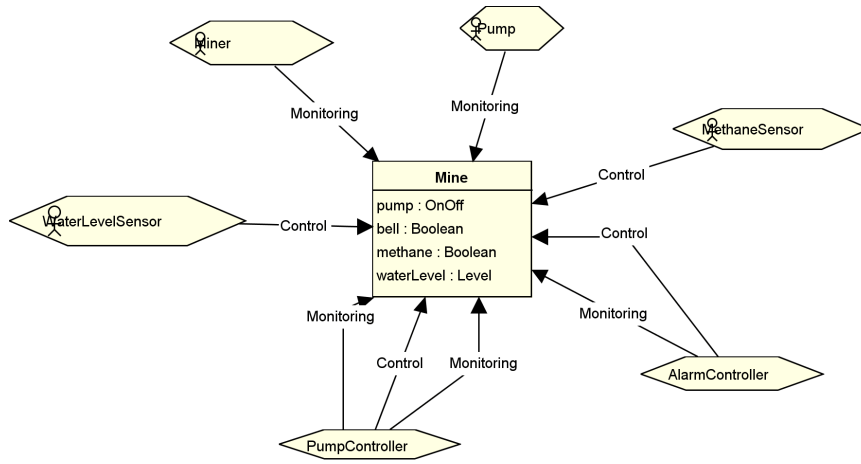 Miner
Pump
Monitoring
Monitoring
MethaneSensor
Mine
Control
pump : OnOff
WaterLevelSensor
Control
bell : Boolean
Control
methane : Boolean
waterLevel : Level
Monitoring
Monitoring
Control
Monitoring
AlarmController
PumpController